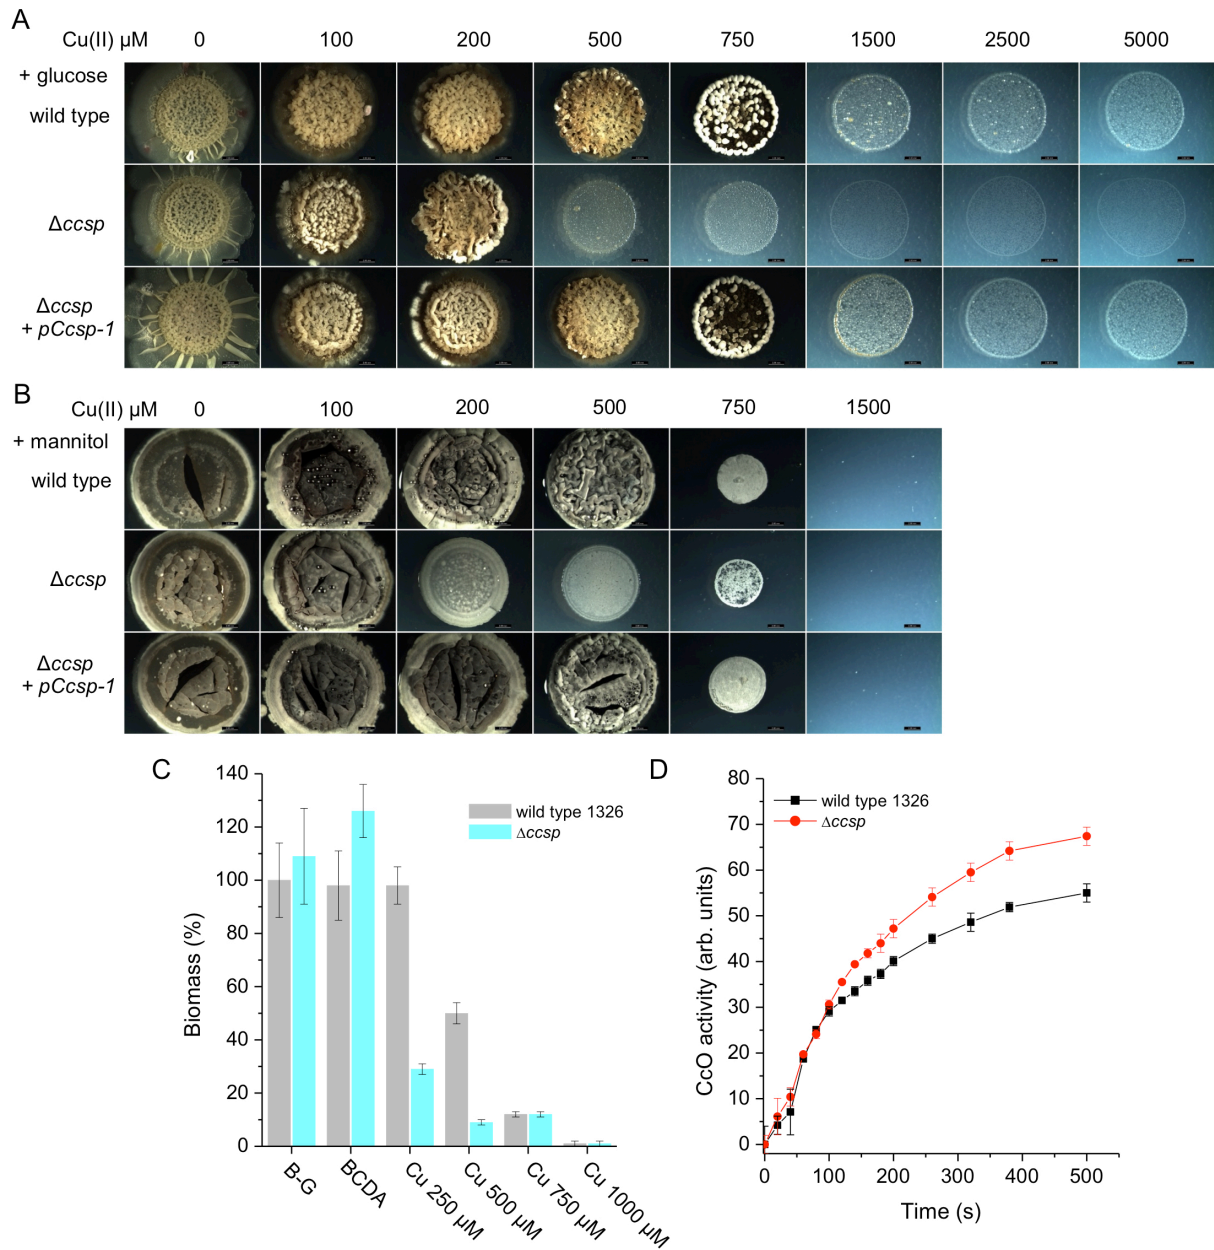 A
Cu(II) µM 0 100 200 500 750 1500 2500 5000
+ glucose
wild type
Δccsp
Δccsp
+ pCcsp-1
B
Cu(II) µM 0 100 200 500 750 1500
+ mannitol
wild type
Δccsp
Δccsp
+ pCcsp-1
C
Biomass (%)
140
120
100
80
60
40
20
0
wild type 1326
Δccsp
B-G
BCDA
Cu 250 µM
Cu 500 µM
Cu 750 µM
Cu 1000 µM
D
CcO activity (arb. units)
80
70
60
50
40
30
20
10
0
wild type 1326
Δccsp
0 100 200 300 400 500
Time (s)